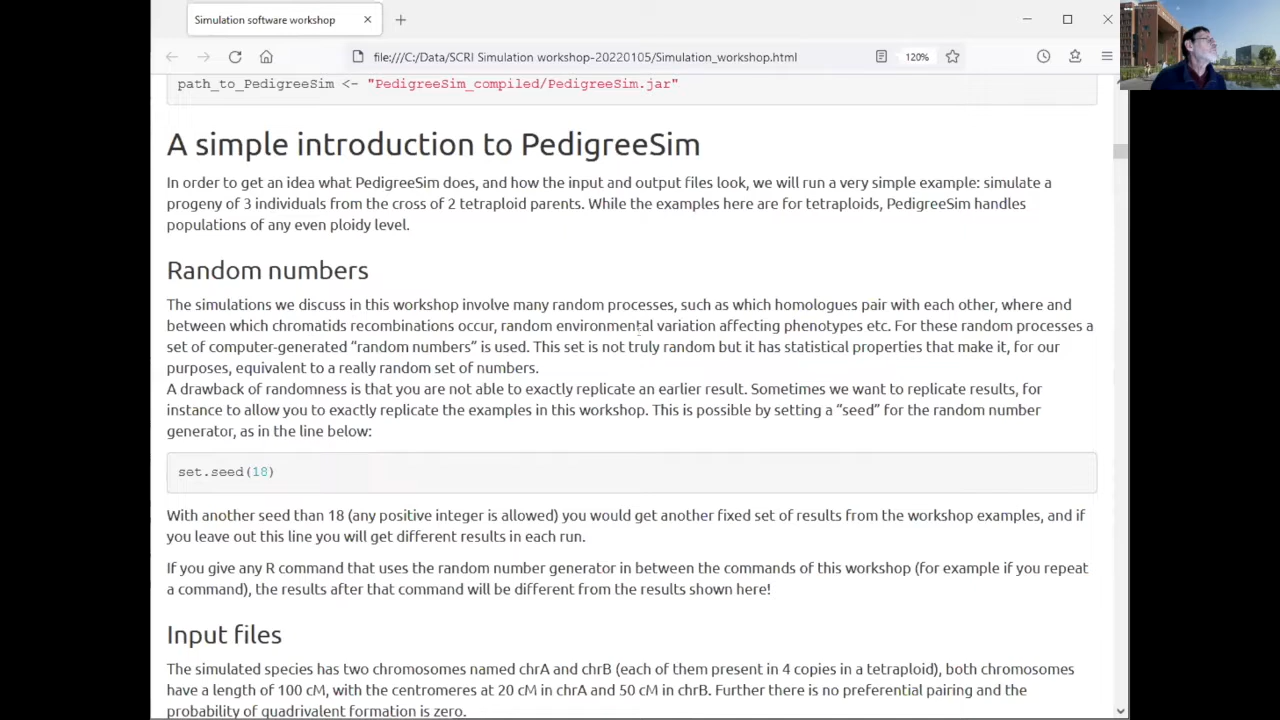 Simulation software workshop
file:///C:/Data/SCRI Simulation workshop-20220105/Simulation_workshop.html
120%
path_to_PedigreeSim <- "PedigreeSim_compiled/PedigreeSim.jar"
A simple introduction to PedigreeSim
In order to get an idea what PedigreeSim does, and how the input and output files look, we will run a very simple example: simulate a
progeny of 3 individuals from the cross of 2 tetraploid parents. While the examples here are for tetraploids, PedigreeSim handles
populations of any even ploidy level.
Random numbers
The simulations we discuss in this workshop involve many random processes, such as which homologues pair with each other, where and
between which chromatids recombinations occur, random environmental variation affecting phenotypes etc. For these random processes a
set of computer-generated “random numbers” is used. This set is not truly random but it has statistical properties that make it, for our
purposes, equivalent to a really random set of numbers.
A drawback of randomness is that you are not able to exactly replicate an earlier result. Sometimes we want to replicate results, for
instance to allow you to exactly replicate the examples in this workshop. This is possible by setting a “seed” for the random number
generator, as in the line below:
set.seed(18)
With another seed than 18 (any positive integer is allowed) you would get another fixed set of results from the workshop examples, and if
you leave out this line you will get different results in each run.
If you give any R command that uses the random number generator in between the commands of this workshop (for example if you repeat
a command), the results after that command will be different from the results shown here!
Input files
The simulated species has two chromosomes named chrA and chrB (each of them present in 4 copies in a tetraploid), both chromosomes
have a length of 100 cM, with the centromeres at 20 cM in chrA and 50 cM in chrB. Further there is no preferential pairing and the
probability of quadrivalent formation is zero.